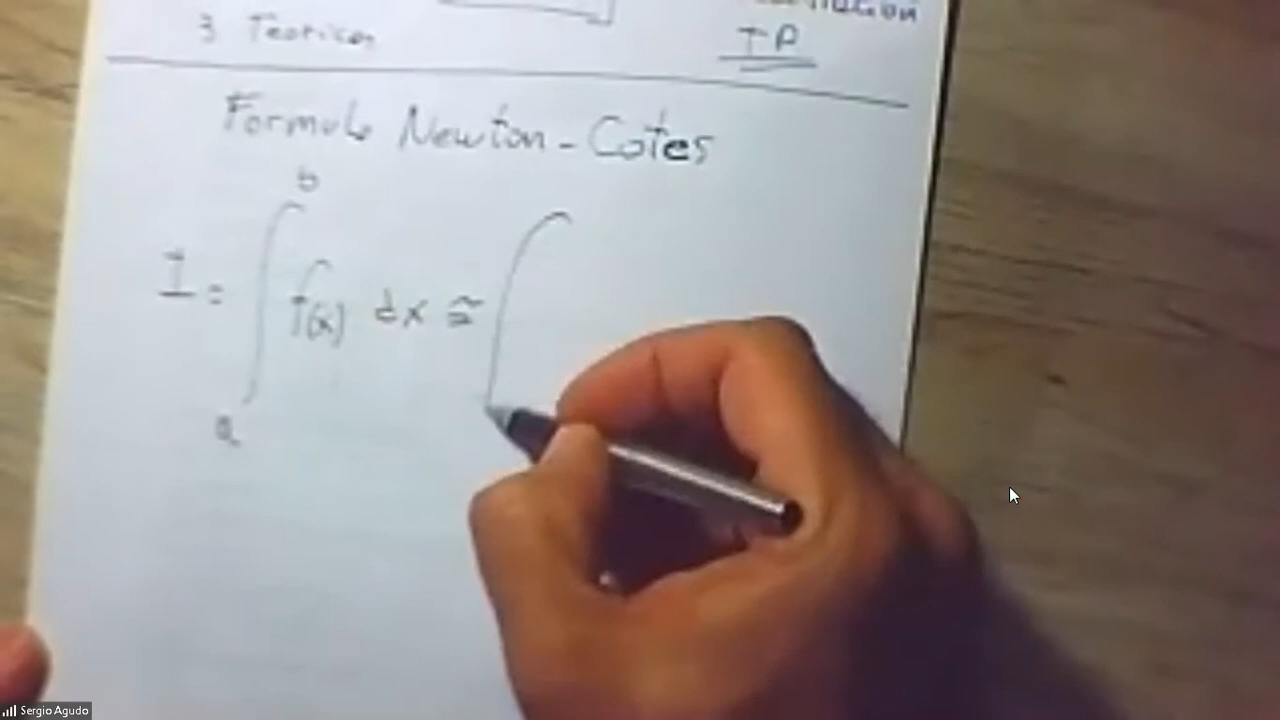 3 Teoricas
TP
Formula Newton-Cotes
b
I = ∫ f(x) dx ≅ ∫
a
Sergio Agudo